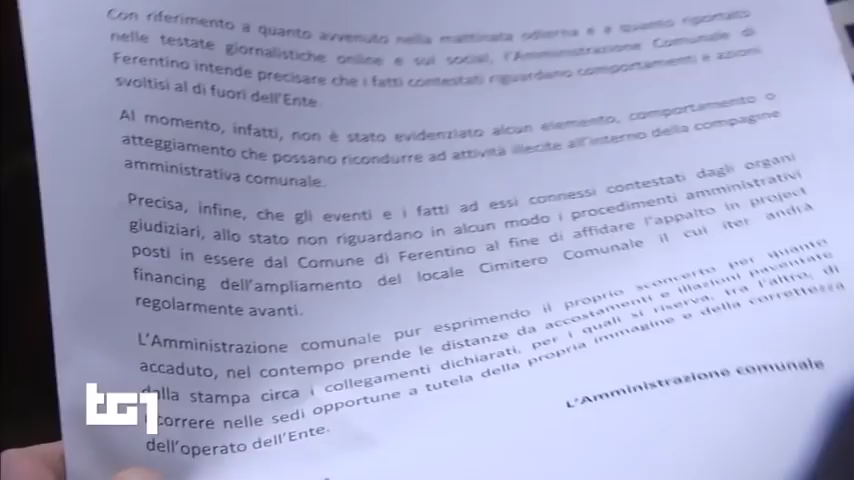 Con riferimento a quanto avvenuto nella mattinata odierna e a quanto riportato
nelle testate giornalistiche online e sui social, l'Amministrazione Comunale di
Ferentino intende precisare che i fatti contestati riguardano comportamenti e azioni
svoltisi al di fuori dell'Ente.
Al momento, infatti, non è stato evidenziato alcun elemento, comportamento o
atteggiamento che possano ricondurre ad attività illecite all'interno della compagine
amministrativa comunale.
Precisa, infine, che gli eventi e i fatti ad essi connessi contestati dagli organi
giudiziari, allo stato non riguardano in alcun modo i procedimenti amministrativi
posti in essere dal Comune di Ferentino al fine di affidare l'appalto in project
financing dell'ampliamento del locale Cimitero Comunale il cui iter andrà
regolarmente avanti.
L'Amministrazione comunale pur esprimendo il proprio sconcerto per quanto
accaduto, nel contempo prende le distanze da accostamenti e illazioni paventate
dalla stampa circa i collegamenti dichiarati, per i quali si riserva, tra l'altro, di
ricorrere nelle sedi opportune a tutela della propria immagine e della correttezza
dell'operato dell'Ente.
L'Amministrazione comunale
tg1